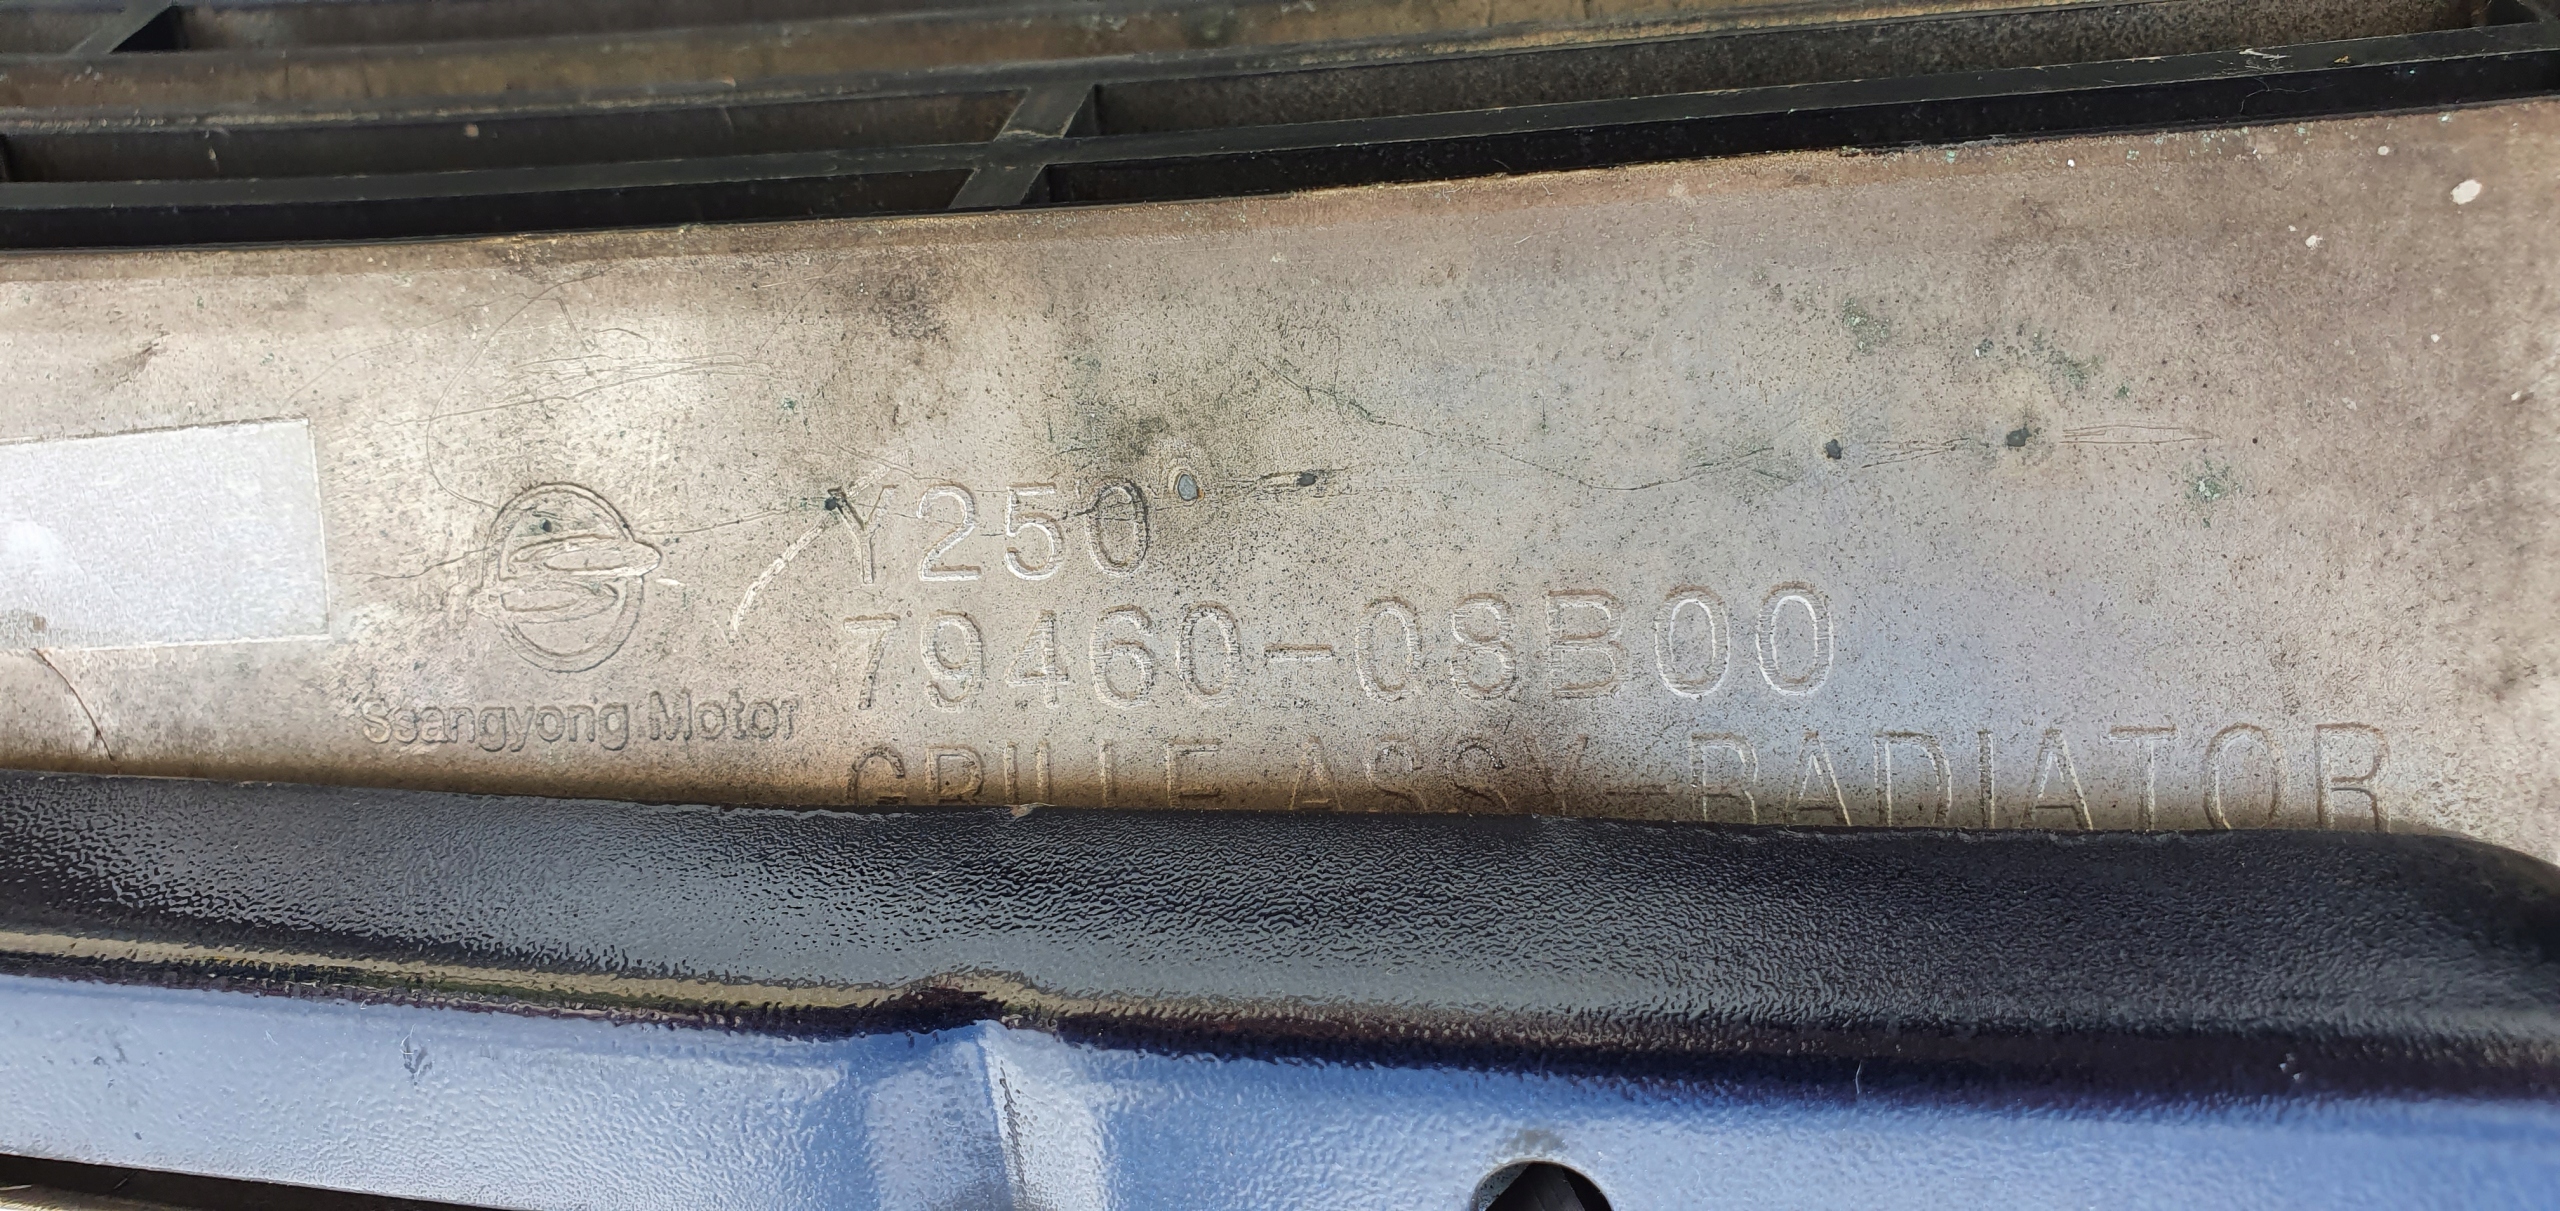 Y250
79460-08B00
Ssangyong Motor
GRILLE ASSY-RADIATOR